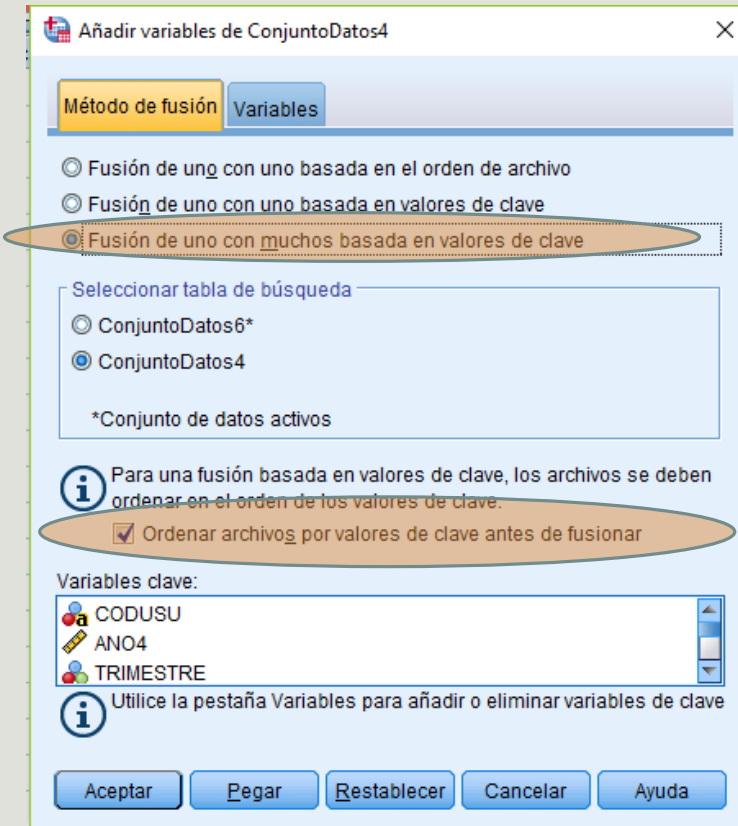 Añadir variables de ConjuntoDatos4
Método de fusión
Variables
Fusión de uno con uno basada en el orden de archivo
Fusión de uno con uno basada en valores de clave
Fusión de uno con muchos basada en valores de clave
Seleccionar tabla de búsqueda
ConjuntoDatos6*
ConjuntoDatos4
*Conjunto de datos activos
Para una fusión basada en valores de clave, los archivos se deben
ordenar en el orden de los valores de clave.
Ordenar archivos por valores de clave antes de fusionar
Variables clave:
CODUSU
ANO4
TRIMESTRE
Utilice la pestaña Variables para añadir o eliminar variables de clave
Aceptar Pegar Restablecer Cancelar Ayuda